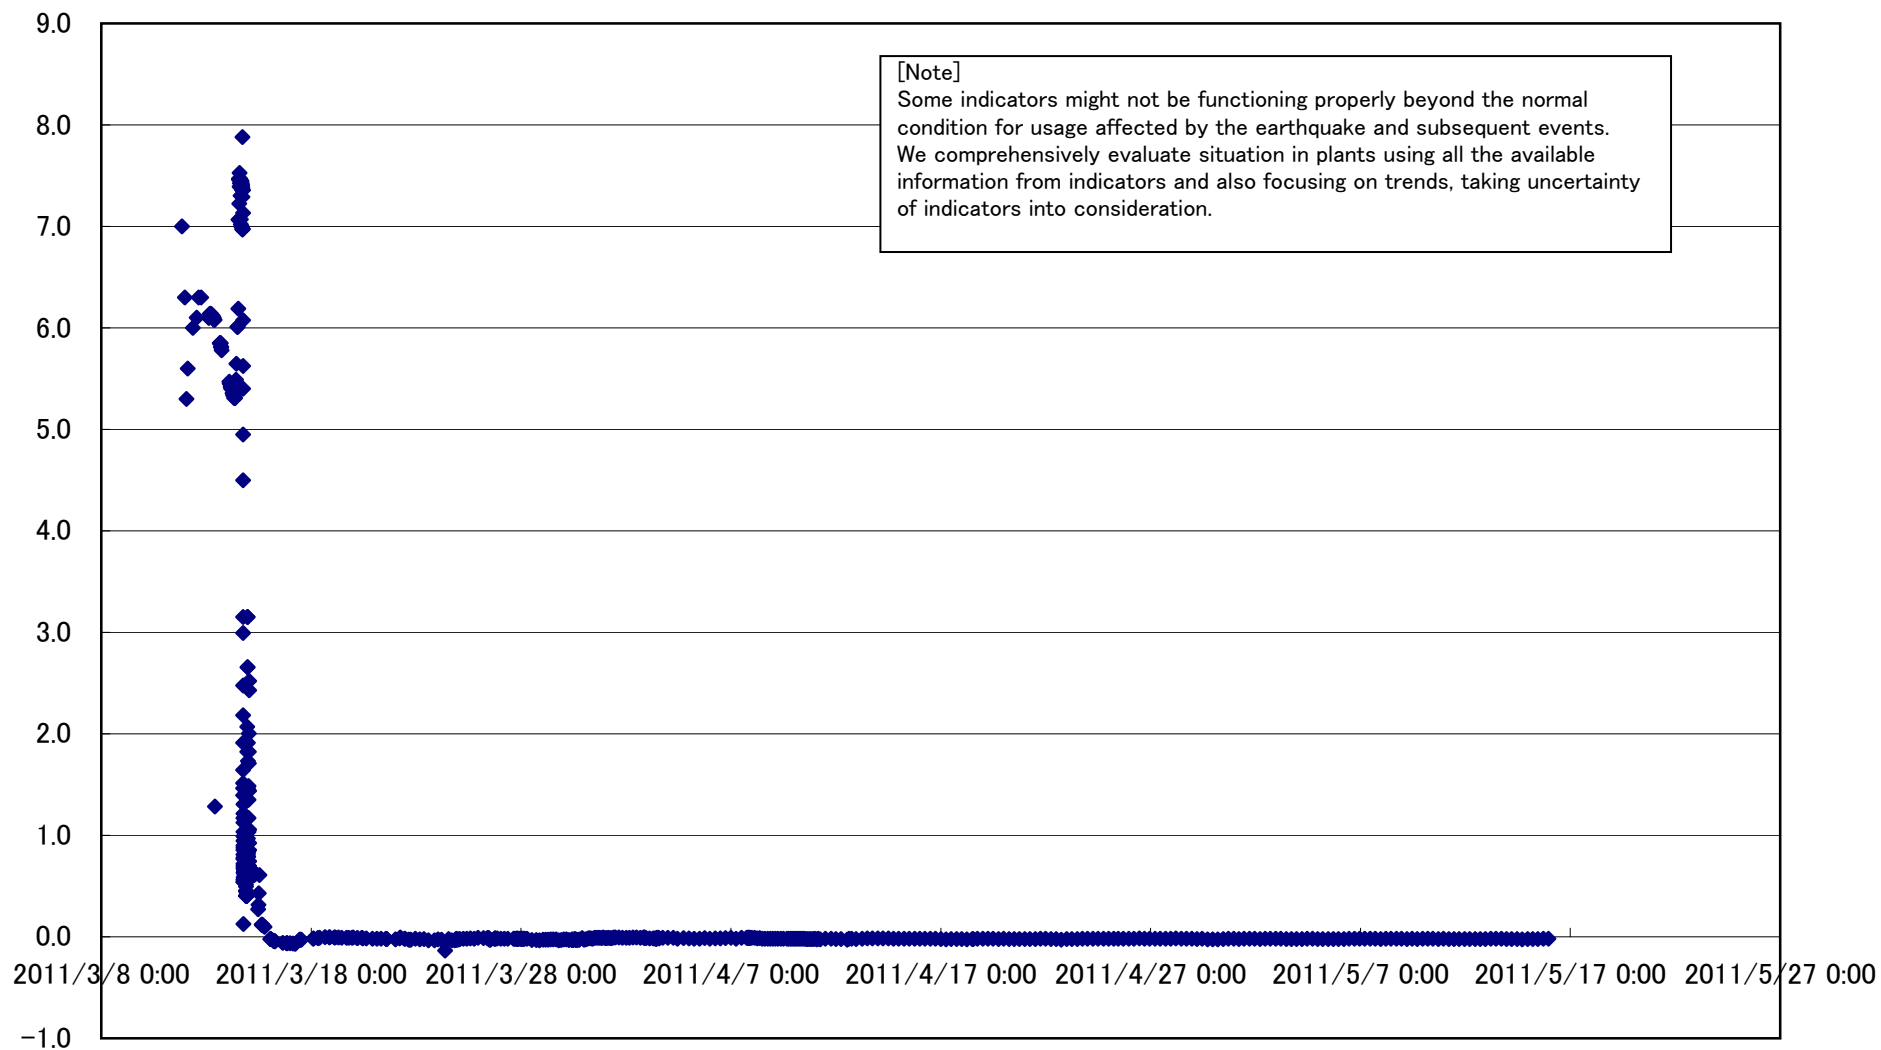 9.0
[Note]
Some indicators might not be functioning properly beyond the normal
condition for usage affected by the earthquake and subsequent events.
We comprehensively evaluate situation in plants using all the available
information from indicators and also focusing on trends, taking uncertainty
of indicators into consideration.
8.0
7.0
6.0
5.0
4.0
3.0
2.0
1.0
0.0
2011/3/8 0:00 2011/3/18 0:00 2011/3/28 0:00 2011/4/7 0:00 2011/4/17 0:00 2011/4/27 0:00 2011/5/7 0:00 2011/5/17 0:00 2011/5/27 0:00
-1.0